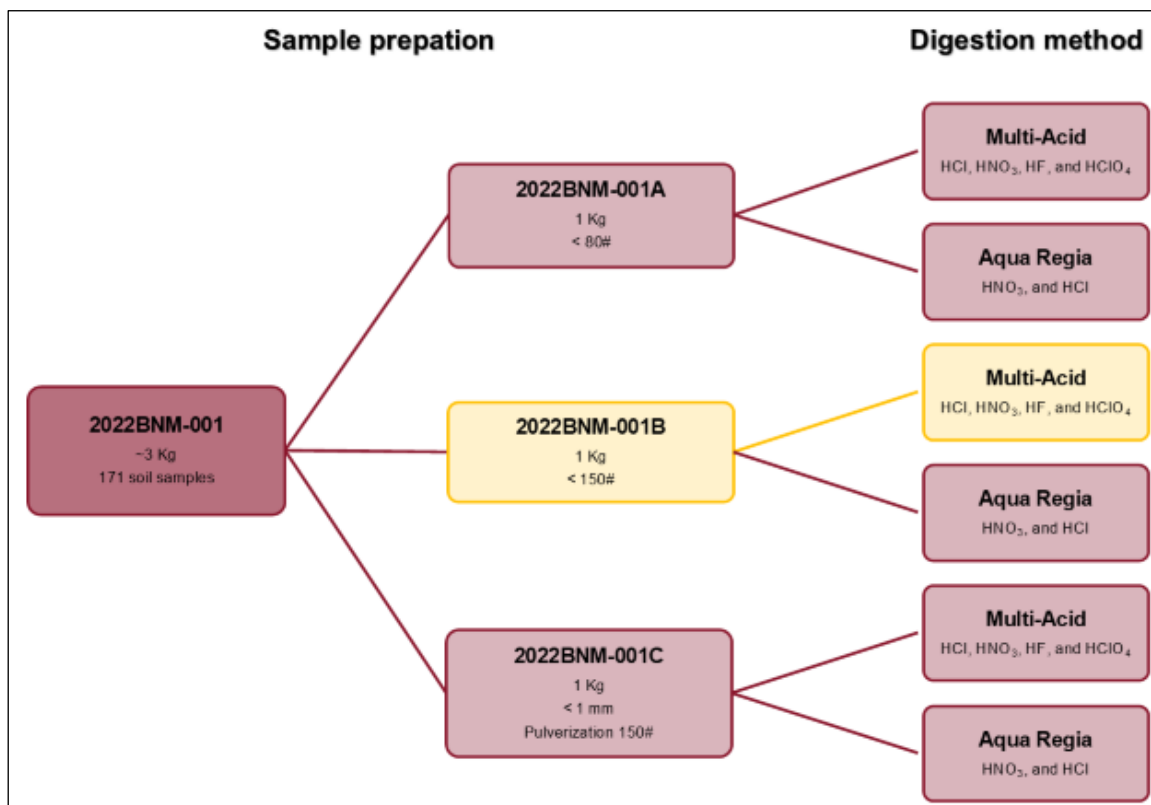 Sample prepation
Digestion method
2022BNM-001
~3 Kg
171 soil samples
2022BNM-001A
1 Kg
< 80#
Multi-Acid
HCl, HNO₃, HF, and HClO₄
Aqua Regia
HNO₃, and HCl
2022BNM-001B
1 Kg
< 150#
Multi-Acid
HCl, HNO₃, HF, and HClO₄
Aqua Regia
HNO₃, and HCl
2022BNM-001C
1 Kg
< 1 mm
Pulverization 150#
Multi-Acid
HCl, HNO₃, HF, and HClO₄
Aqua Regia
HNO₃, and HCl